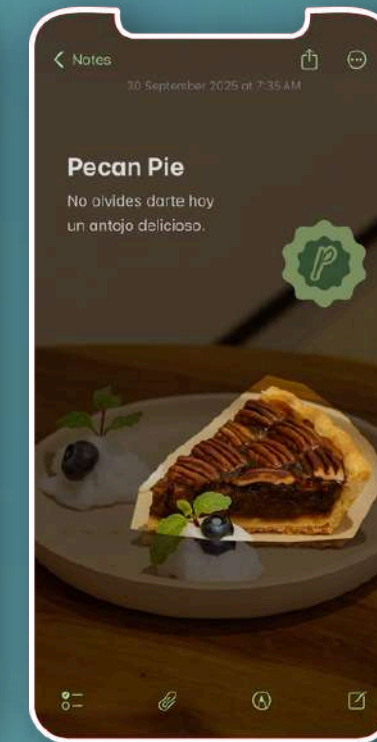 Notes
30 September 2025 at 7:35 AM
Pecan Pie
No olvides darte hoy
un antojo delicioso.
P